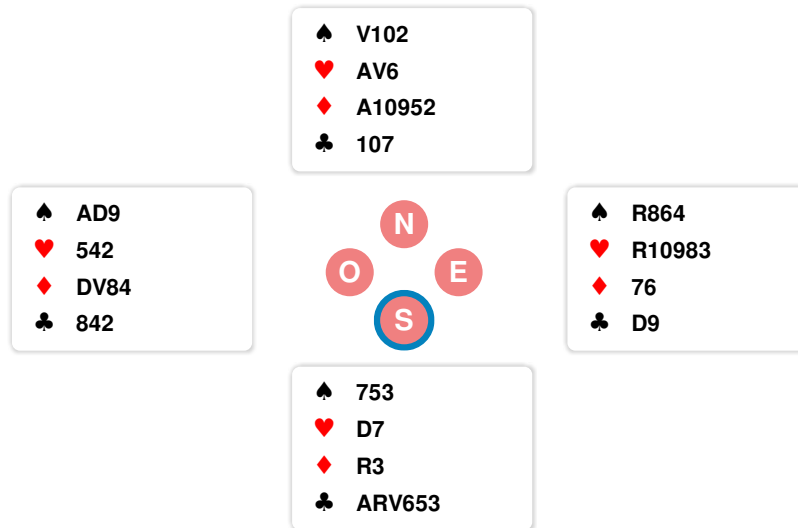 ♠ V102
♥ AV6
♦ A10952
♣ 107
♠ AD9
♥ 542
♦ DV84
♣ 842
N
O E
S
♠ R864
♥ R10983
♦ 76
♣ D9
♠ 753
♥ D7
♦ R3
♣ ARV653